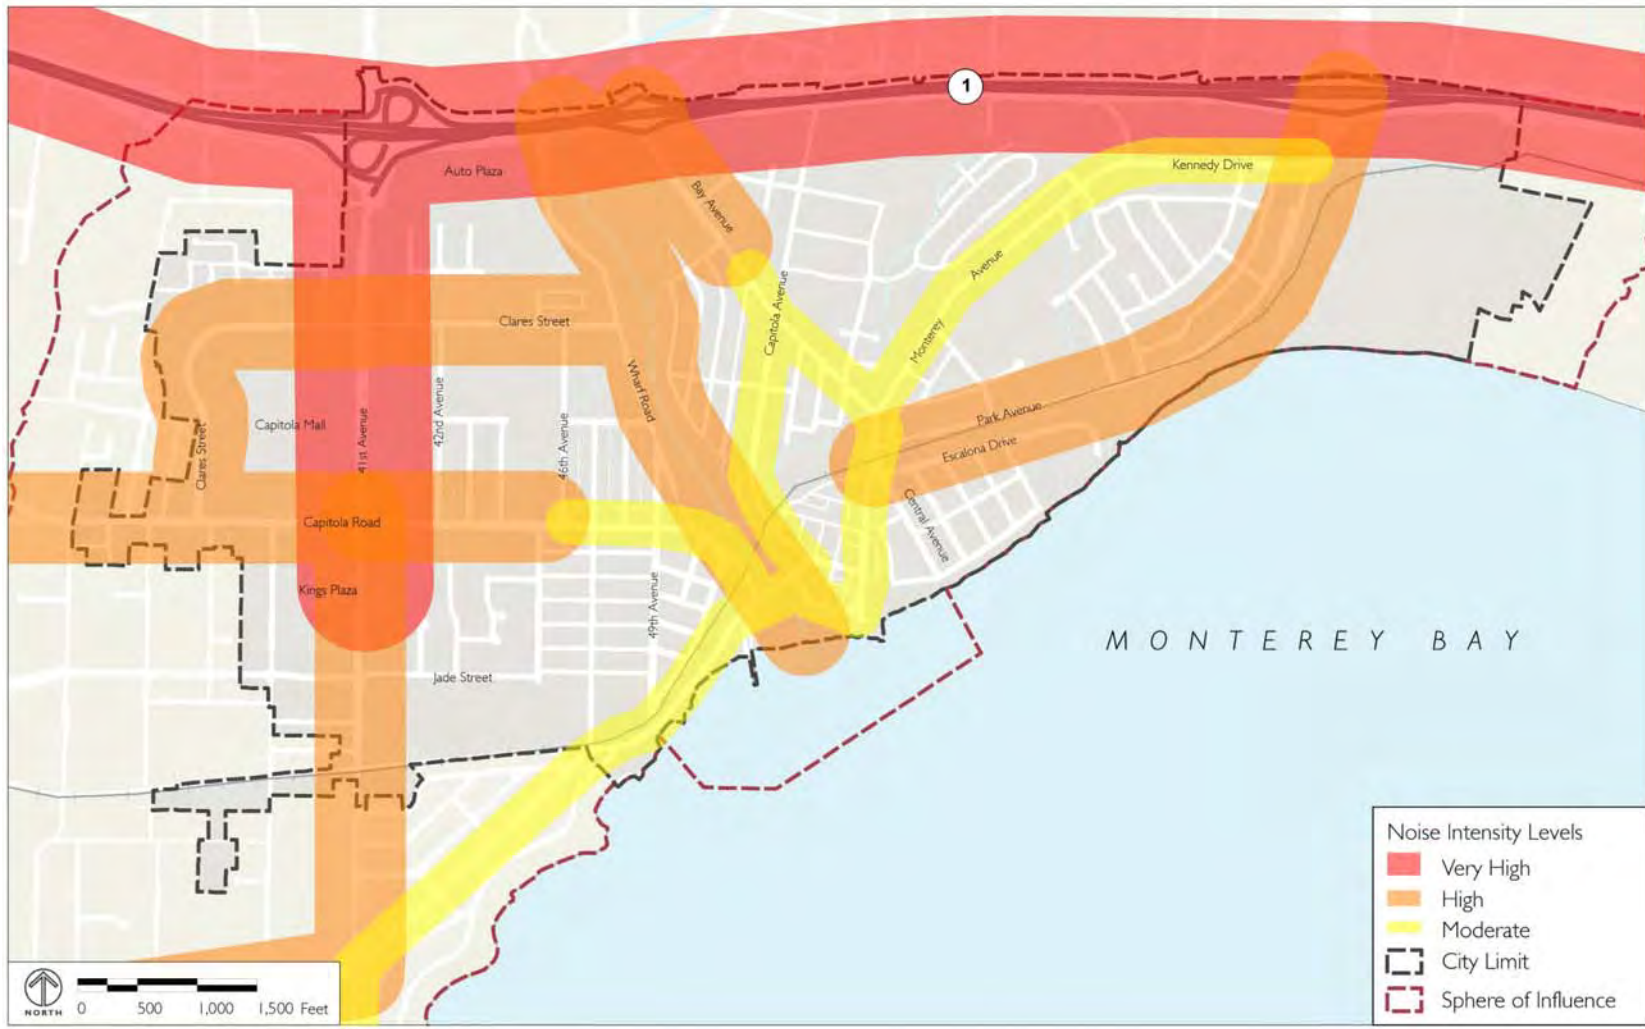 1
Auto Plaza
Kennedy Drive
Bay Avenue
Avenue
Capitola Avenue
Clares Street
Monterey
Wharf Road
42nd Avenue
Park Avenue
Capitola Mall
41st Avenue
46th Avenue
Escalona Drive
Clares Street
Central Avenue
Capitola Road
Kings Plaza
49th Avenue
MONTEREY BAY
Jade Street
Noise Intensity Levels
Very High
High
Moderate
City Limit
Sphere of Influence
NORTH
0 500 1,000 1,500 Feet